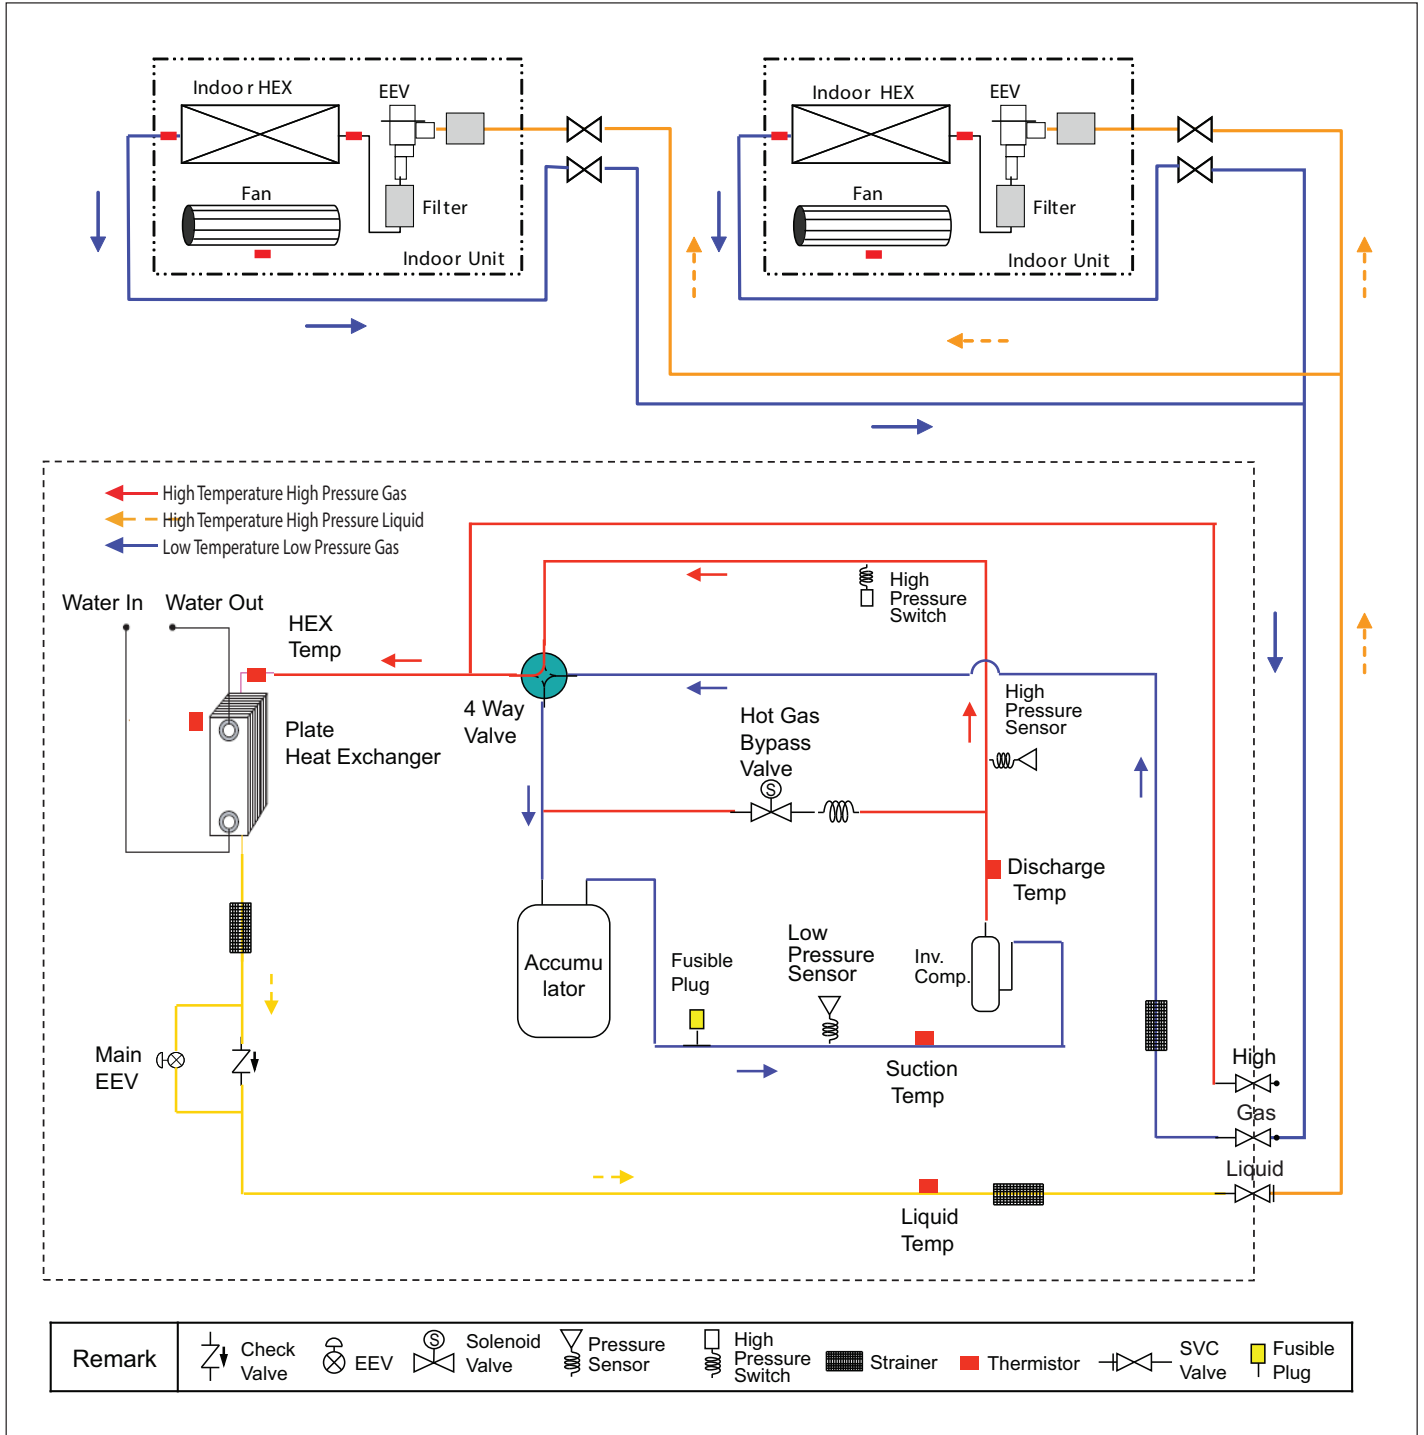 Indoor HEX
EEV
Fan
Filter
Indoor Unit
Indoor HEX
EEV
Fan
Filter
Indoor Unit
High Temperature High Pressure Gas
High Temperature High Pressure Liquid
Low Temperature Low Pressure Gas
Water In
Water Out
HEX
Temp
High
Pressure
Switch
4 Way
Valve
Hot Gas
Bypass
Valve
S
High
Pressure
Sensor
Plate
Heat Exchanger
Discharge
Temp
Accumu
lator
Fusible
Plug
Low
Pressure
Sensor
Inv.
Comp.
Main
EEV
Suction
Temp
High
Gas
Liquid
Liquid
Temp
Remark
Check
Valve
EEV
S
Solenoid
Valve
Pressure
Sensor
High
Pressure
Switch
Strainer
Thermistor
SVC
Valve
Fusible
Plug